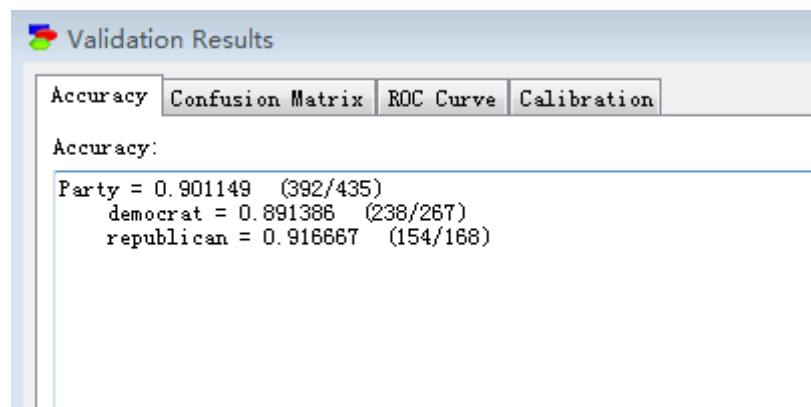 Validation Results
Accuracy Confusion Matrix ROC Curve Calibration
Accuracy:
Party = 0.901149 (392/435)
democrat = 0.891386 (238/267)
republican = 0.916667 (154/168)